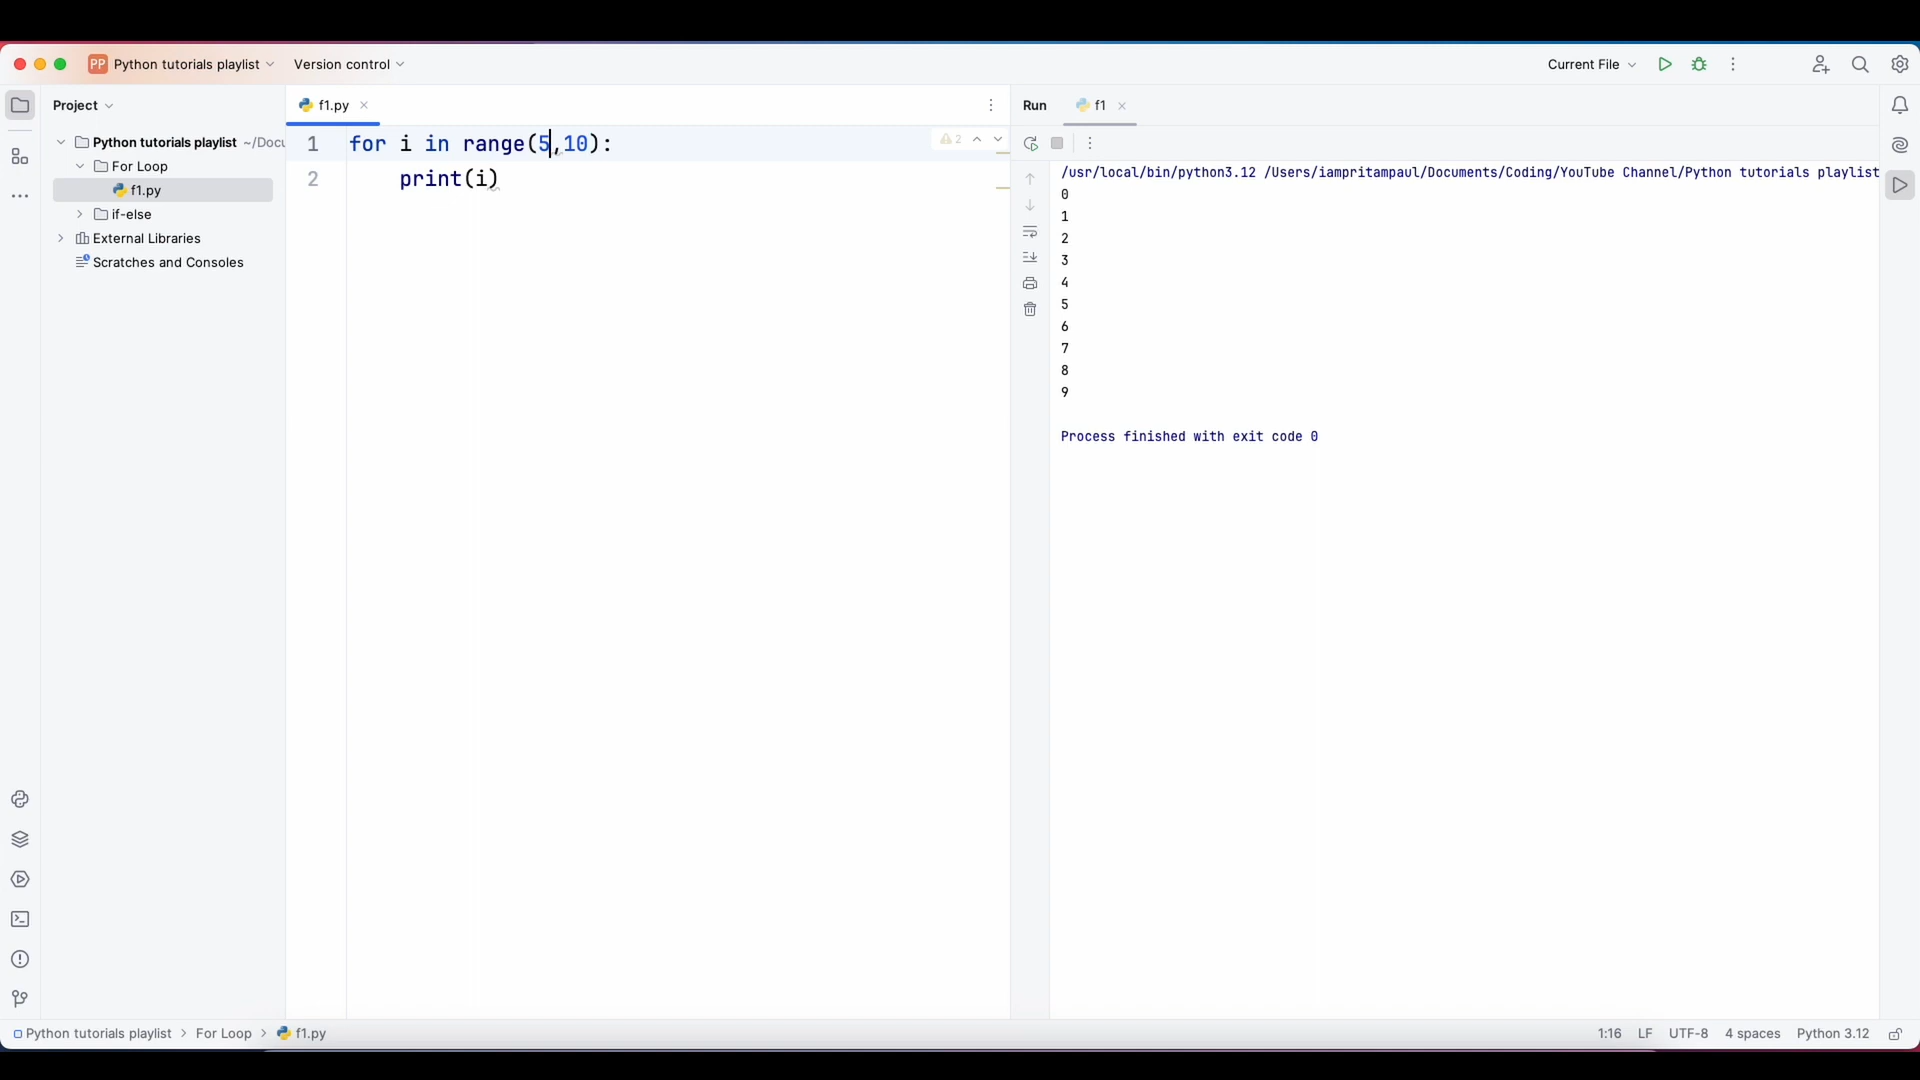 PP Python tutorials playlist Version control Current File
Project f1.py Run f1
Python tutorials playlist ~/Docu
For Loop
f1.py
if-else
External Libraries
Scratches and Consoles
1 for i in range(5,10): 2
2 print(i)
/usr/local/bin/python3.12 /Users/iampritampaul/Documents/Coding/YouTube Channel/Python tutorials playlist
0
1
2
3
4
5
6
7
8
9
Process finished with exit code 0
Python tutorials playlist > For Loop > f1.py 1:16 LF UTF-8 4 spaces Python 3.12